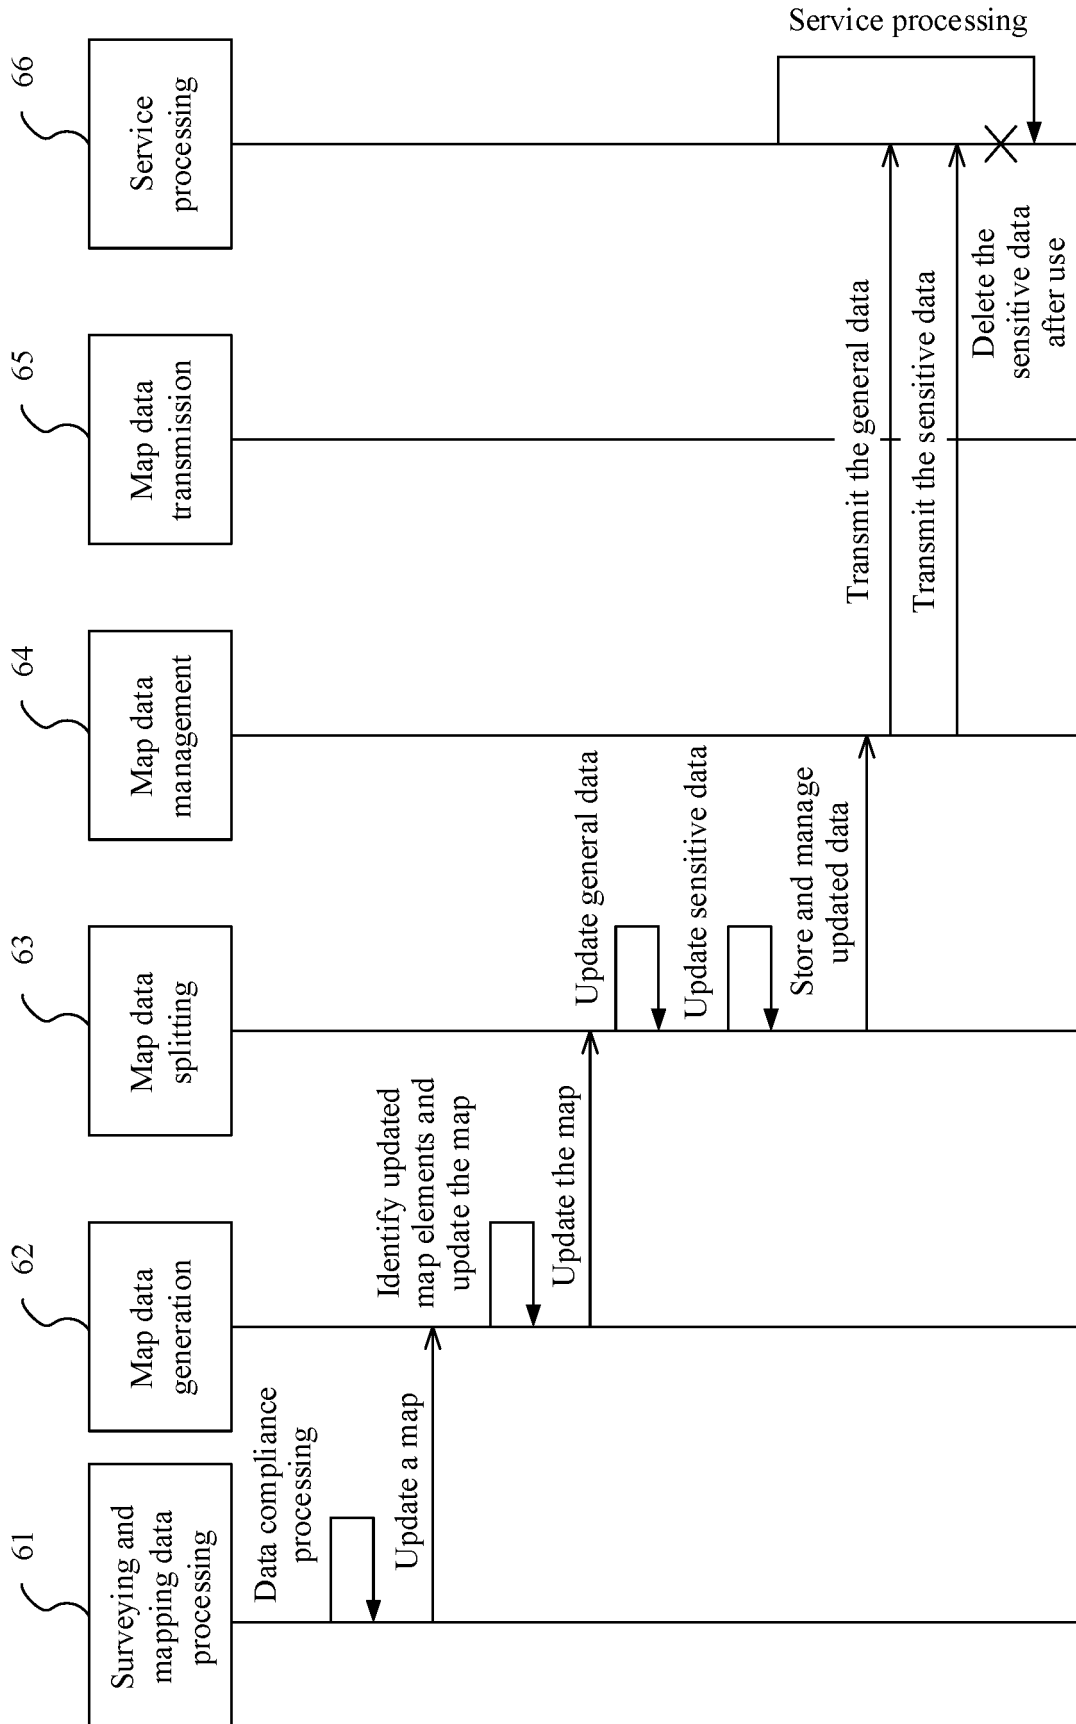 61
Surveying and
mapping data
processing
62
Map data
generation
63
Map data
splitting
64
Map data
management
65
Map data
transmission
66
Service
processing
Data compliance
processing
Update a map
Identify updated
map elements and
update the map
Update the map
Update general data
Update sensitive data
Store and manage
updated data
Service processing
Transmit the general data
Transmit the sensitive data
Delete the
sensitive data
after use